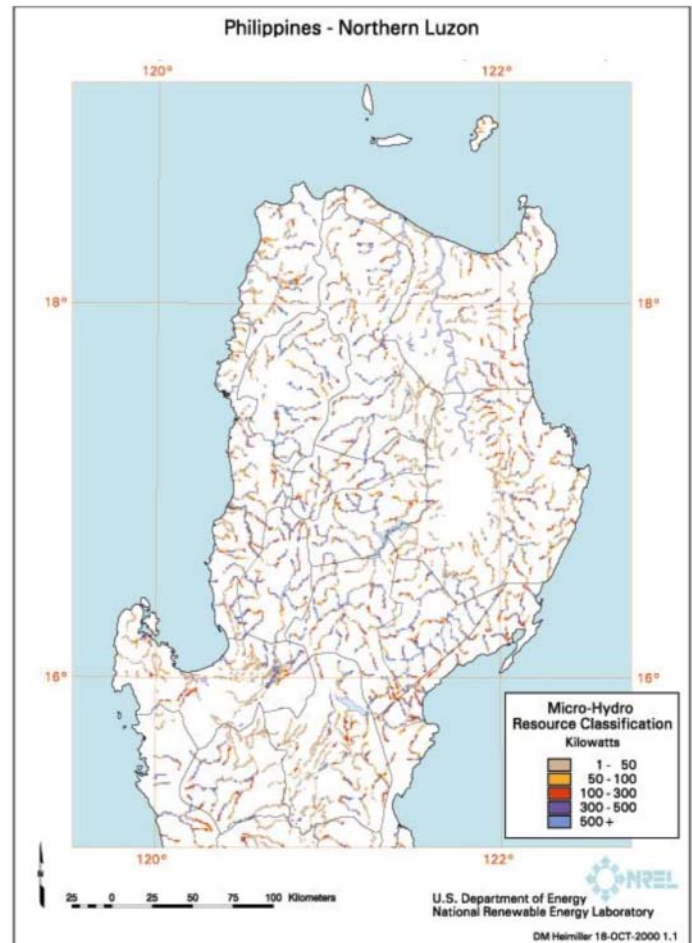 Philippines - Northern Luzon
120° 122°
18° 18°
16° 16°
Micro-Hydro
Resource Classification
Kilowatts
1 - 50
50 - 100
100 - 300
300 - 500
500 +
120° 122°
25 0 25 50 75 100 Kilometers
NREL
U.S. Department of Energy
National Renewable Energy Laboratory
DM Heimiller 18-OCT-2000 1.1